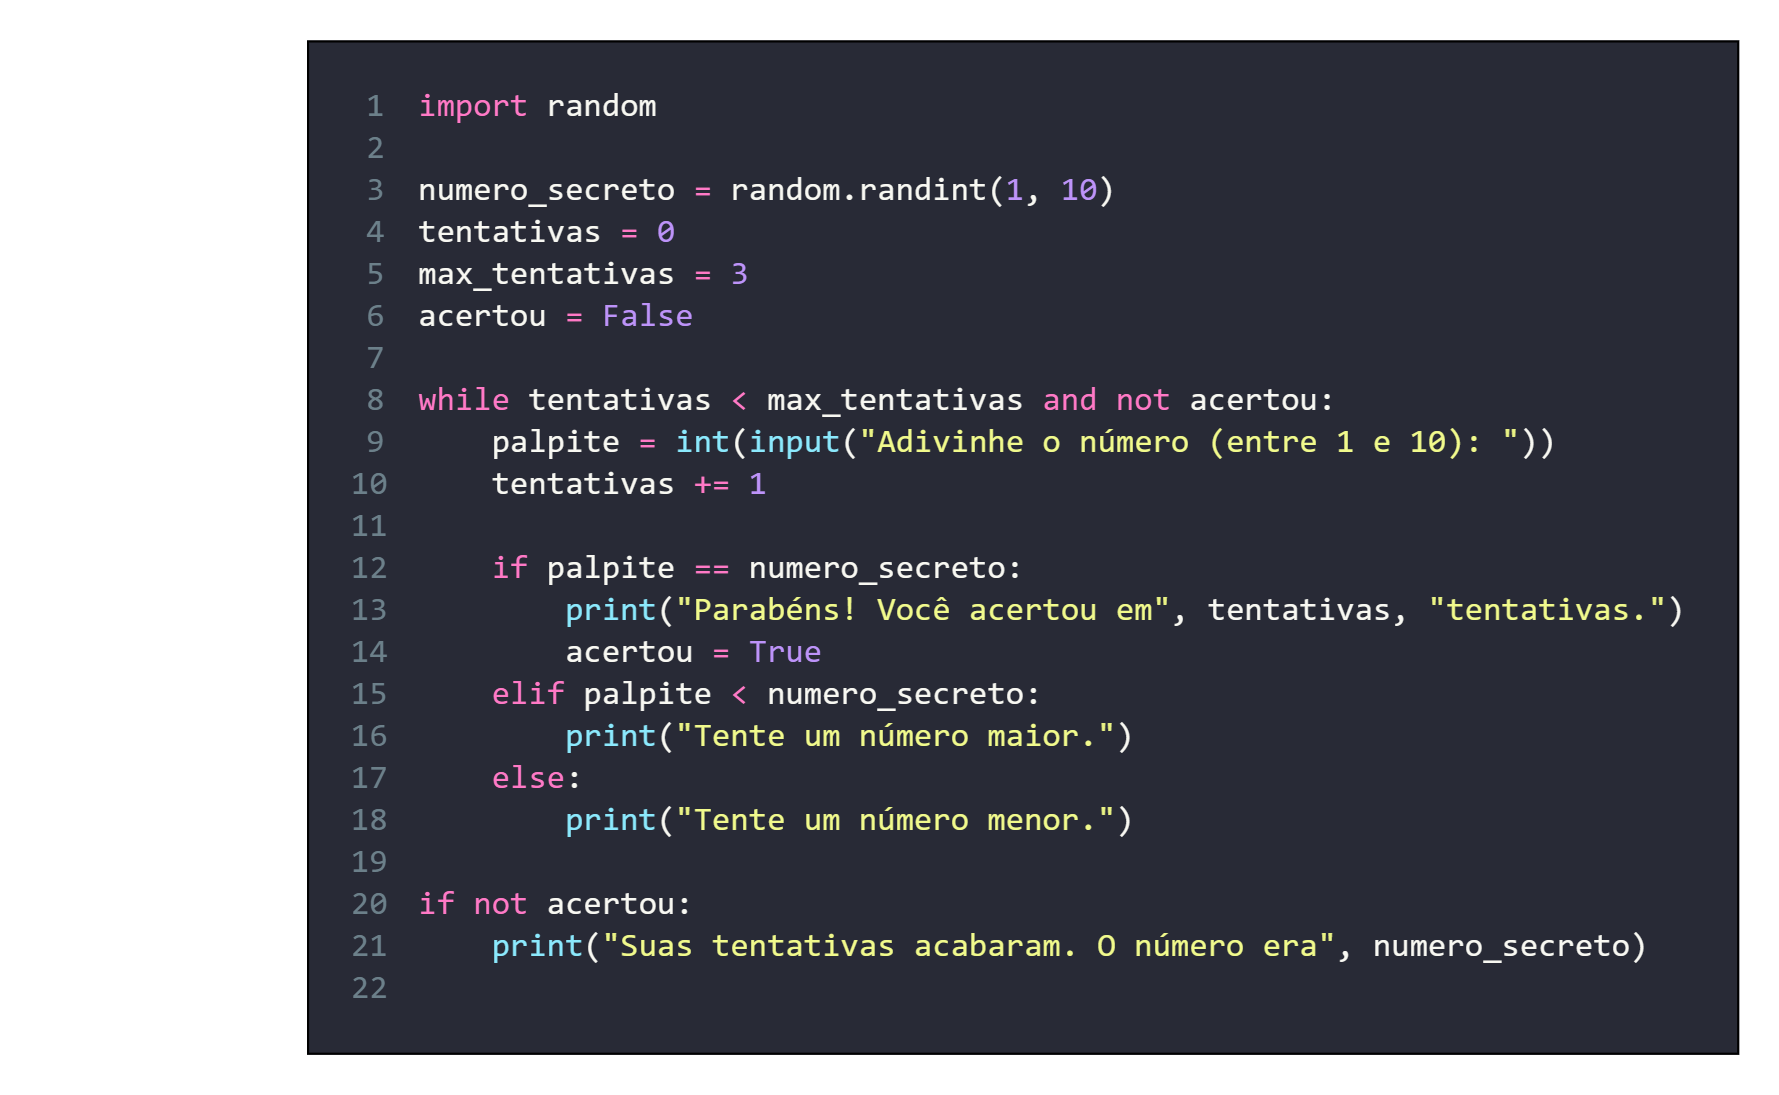 1 import random
2
3 numero_secreto = random.randint(1, 10)
4 tentativas = 0
5 max_tentativas = 3
6 acertou = False
7
8 while tentativas < max_tentativas and not acertou:
9     palpite = int(input("Adivinhe o número (entre 1 e 10): "))
10     tentativas += 1
11
12     if palpite == numero_secreto:
13         print("Parabéns! Você acertou em", tentativas, "tentativas.")
14         acertou = True
15     elif palpite < numero_secreto:
16         print("Tente um número maior.")
17     else:
18         print("Tente um número menor.")
19
20 if not acertou:
21     print("Suas tentativas acabaram. O número era", numero_secreto)
22